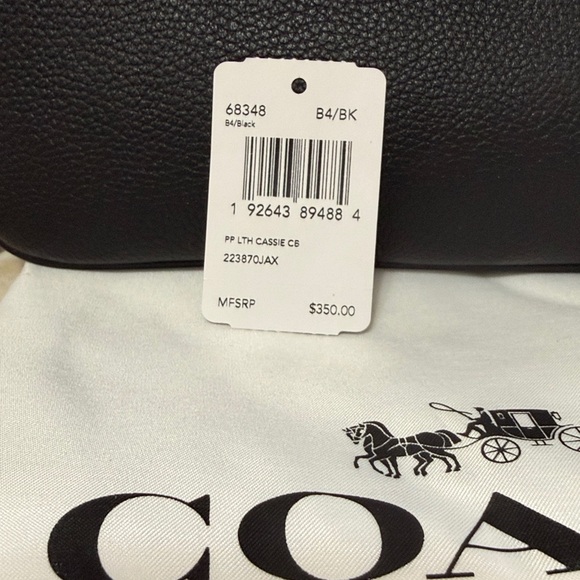 68348 B4/BK
B4/Black
1 92643 89488 4
PP LTH CASSIE CB
223870JAX
MFSRP $350.00
COA